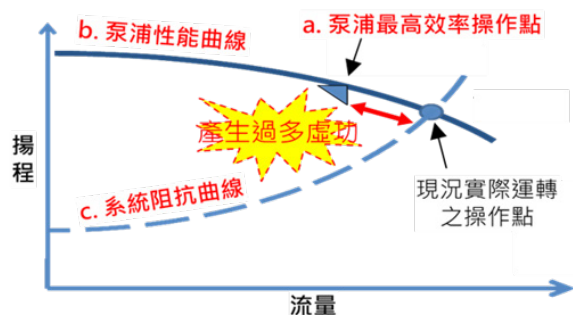 a. 泵浦最高效率操作點
b. 泵浦性能曲線
產生過多虛功
揚程
c. 系統阻抗曲線
現況實際運轉
之操作點
流量